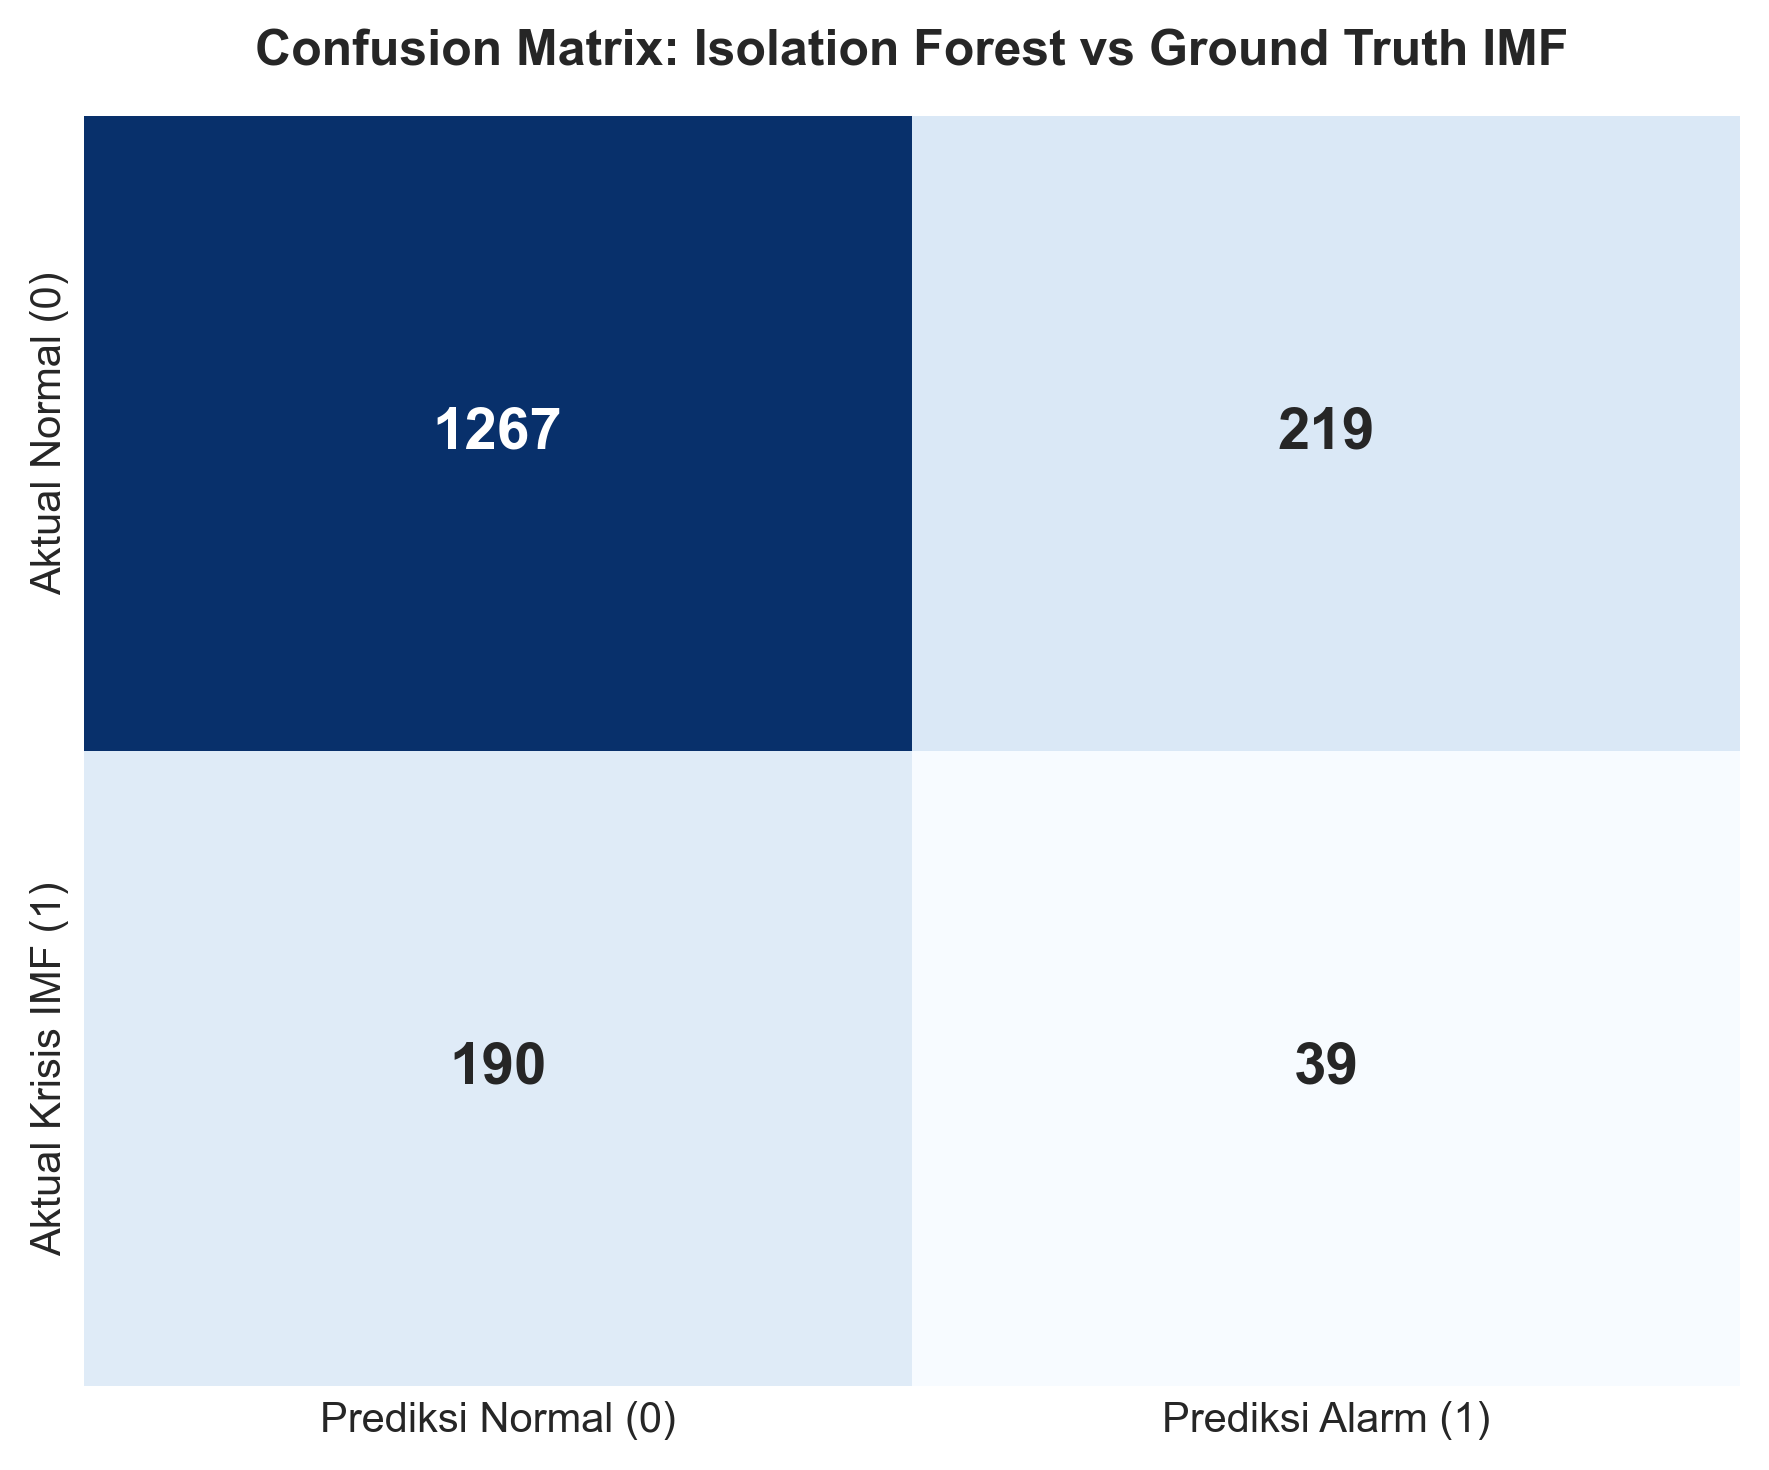 Confusion Matrix: Isolation Forest vs Ground Truth IMF
Aktual Normal (0)
1267
219
Aktual Krisis IMF (1)
190
39
Prediksi Normal (0)
Prediksi Alarm (1)